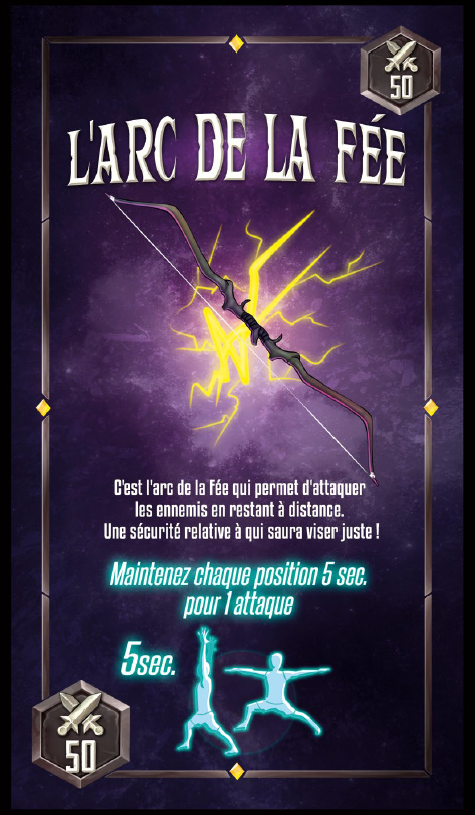 50
L'ARC DE LA FÉE
C'est l'arc de la Fée qui permet d'attaquer
les ennemis en restant à distance.
Une sécurité relative à qui saura viser juste !
Maintenez chaque position 5 sec.
pour 1 attaque
5sec.
50